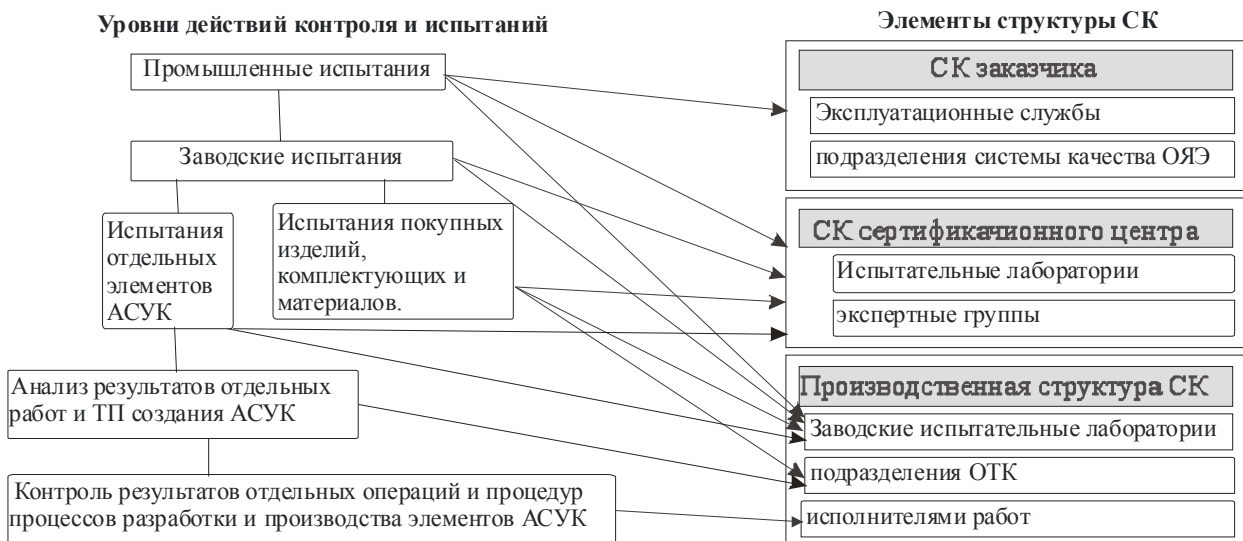 Уровни действий контроля и испытаний
Промышленные испытания
Заводские испытания
Испытания
отдельных
элементов
АСУК
Испытания покупных
изделий,
комплектующих и
материалов.
Анализ результатов отдельных
работ и ТП создания АСУК
Контроль результатов отдельных операций и процедур
процессов разработки и производства элементов АСУК
Элементы структуры СК
СК заказчика
Эксплуатационные службы
подразделения системы качества ОЯЭ
СК сертификачионного центра
Испытательные лаборатории
экспертные группы
Производственная структура СК
Заводские испытательные лаборатории
подразделения ОТК
исполнителями работ